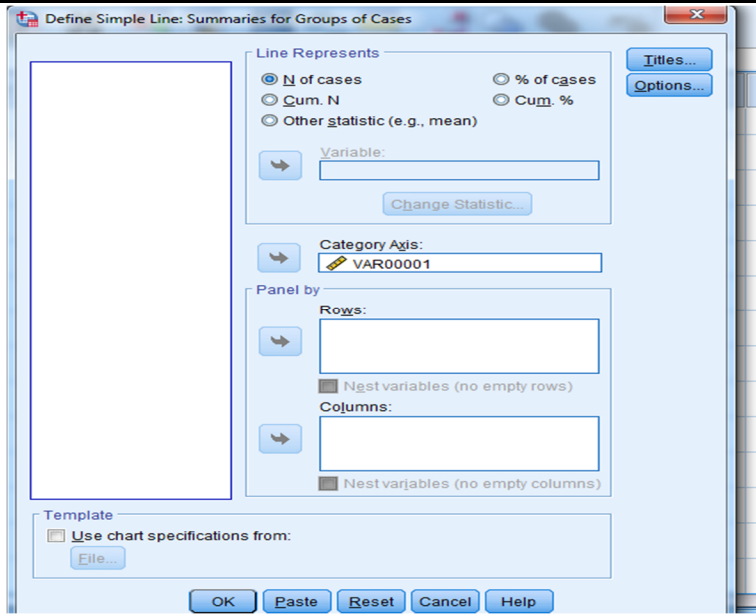 Define Simple Line: Summaries for Groups of Cases
Line Represents
N of cases
% of cases
Cum. N
Cum. %
Other statistic (e.g., mean)
Variable:
Change Statistic...
Titles...
Options...
Category Axis:
VAR00001
Panel by
Rows:
Nest variables (no empty rows)
Columns:
Nest variables (no empty columns)
Template
Use chart specifications from:
File...
OK Paste Reset Cancel Help